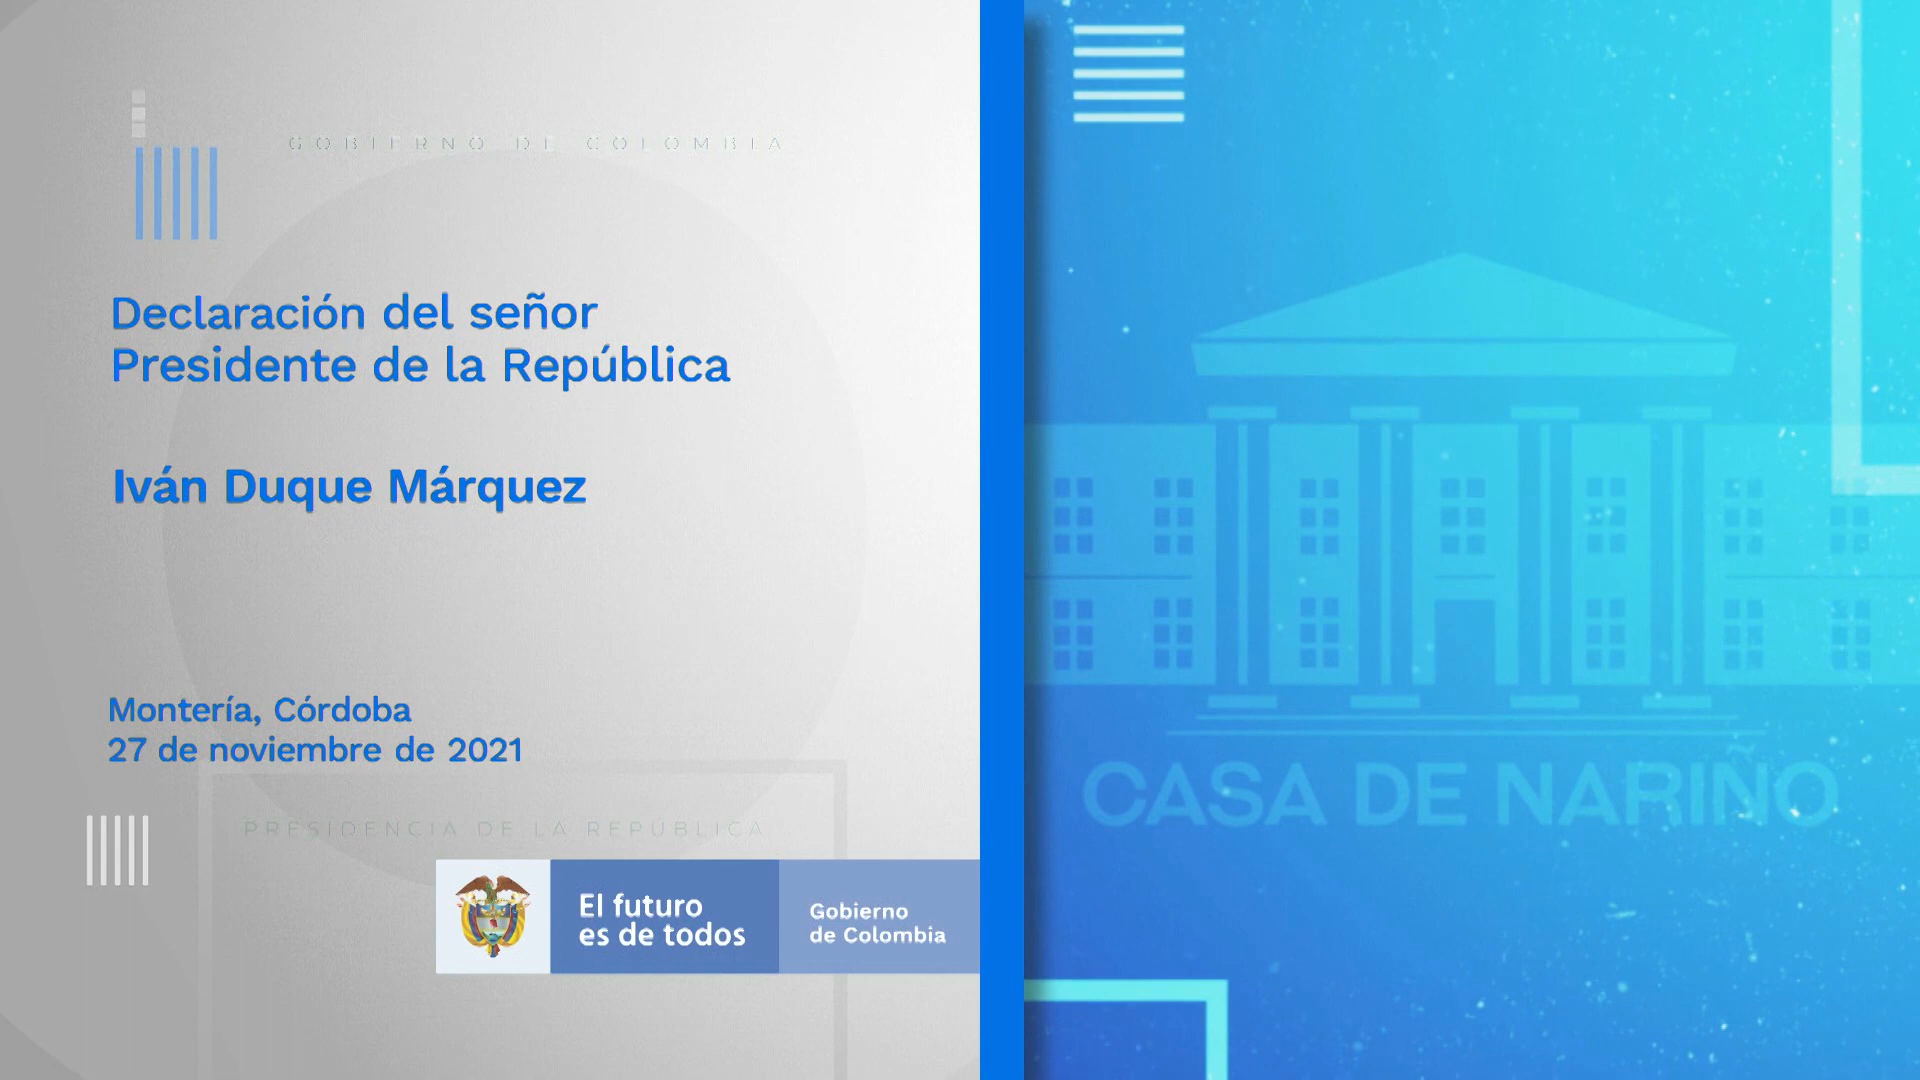 GOBIERNO DE COLOMBIA
Declaración del señor
Presidente de la República
Iván Duque Márquez
Montería, Córdoba
27 de noviembre de 2021
PRESIDENCIA DE LA REPÚBLICA
El futuro
es de todos
Gobierno
de Colombia
CASA DE NARIÑO